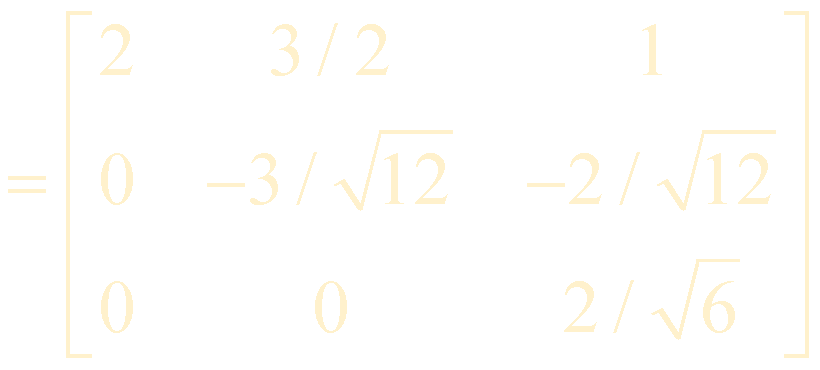 2 3 / 2 1
= 0 −3 / √12 −2 / √12
0 0 2 / √6